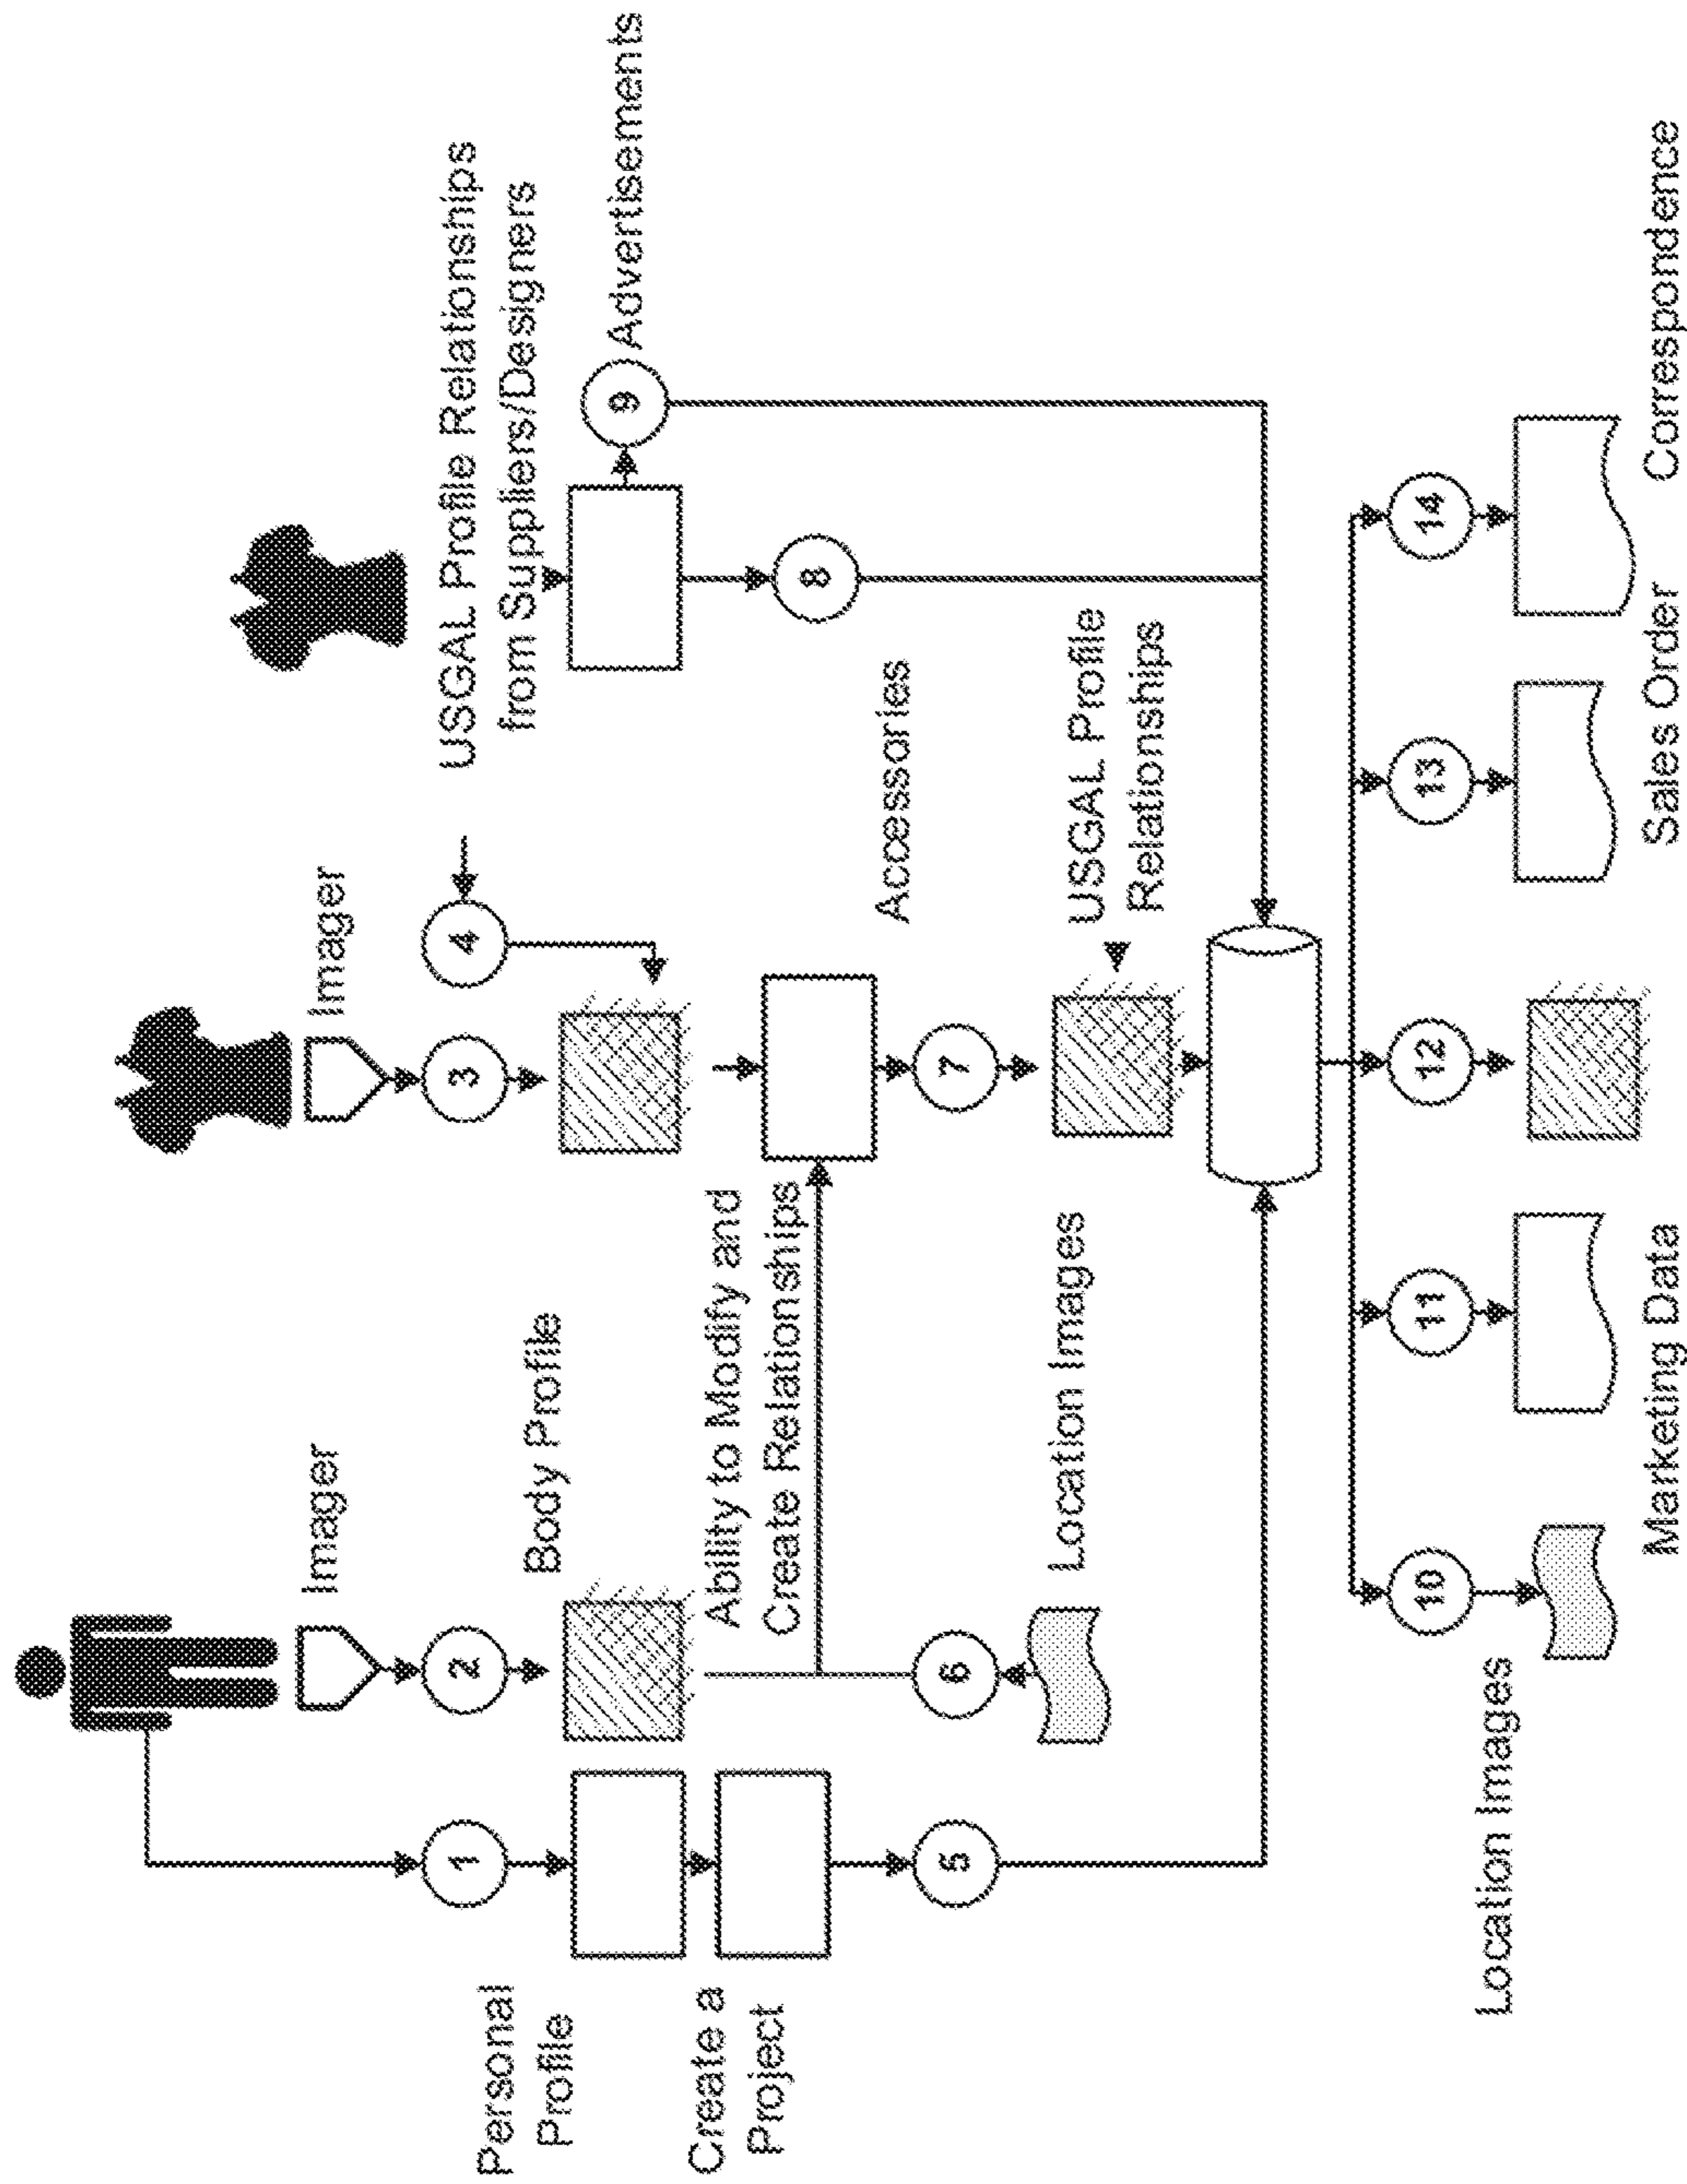 Imager
Imager
1
2
3
4
USGAL Profile Relationships
from Suppliers/Designers
Personal
Profile
Body Profile
9
Advertisements
Create a
Project
Ability to Modify and
Create Relationships
8
Accessories
5
6
7
Location Images
USGAL Profile
Relationships
10
11
12
13
14
Location Images
Marketing Data
Sales Order
Correspondence